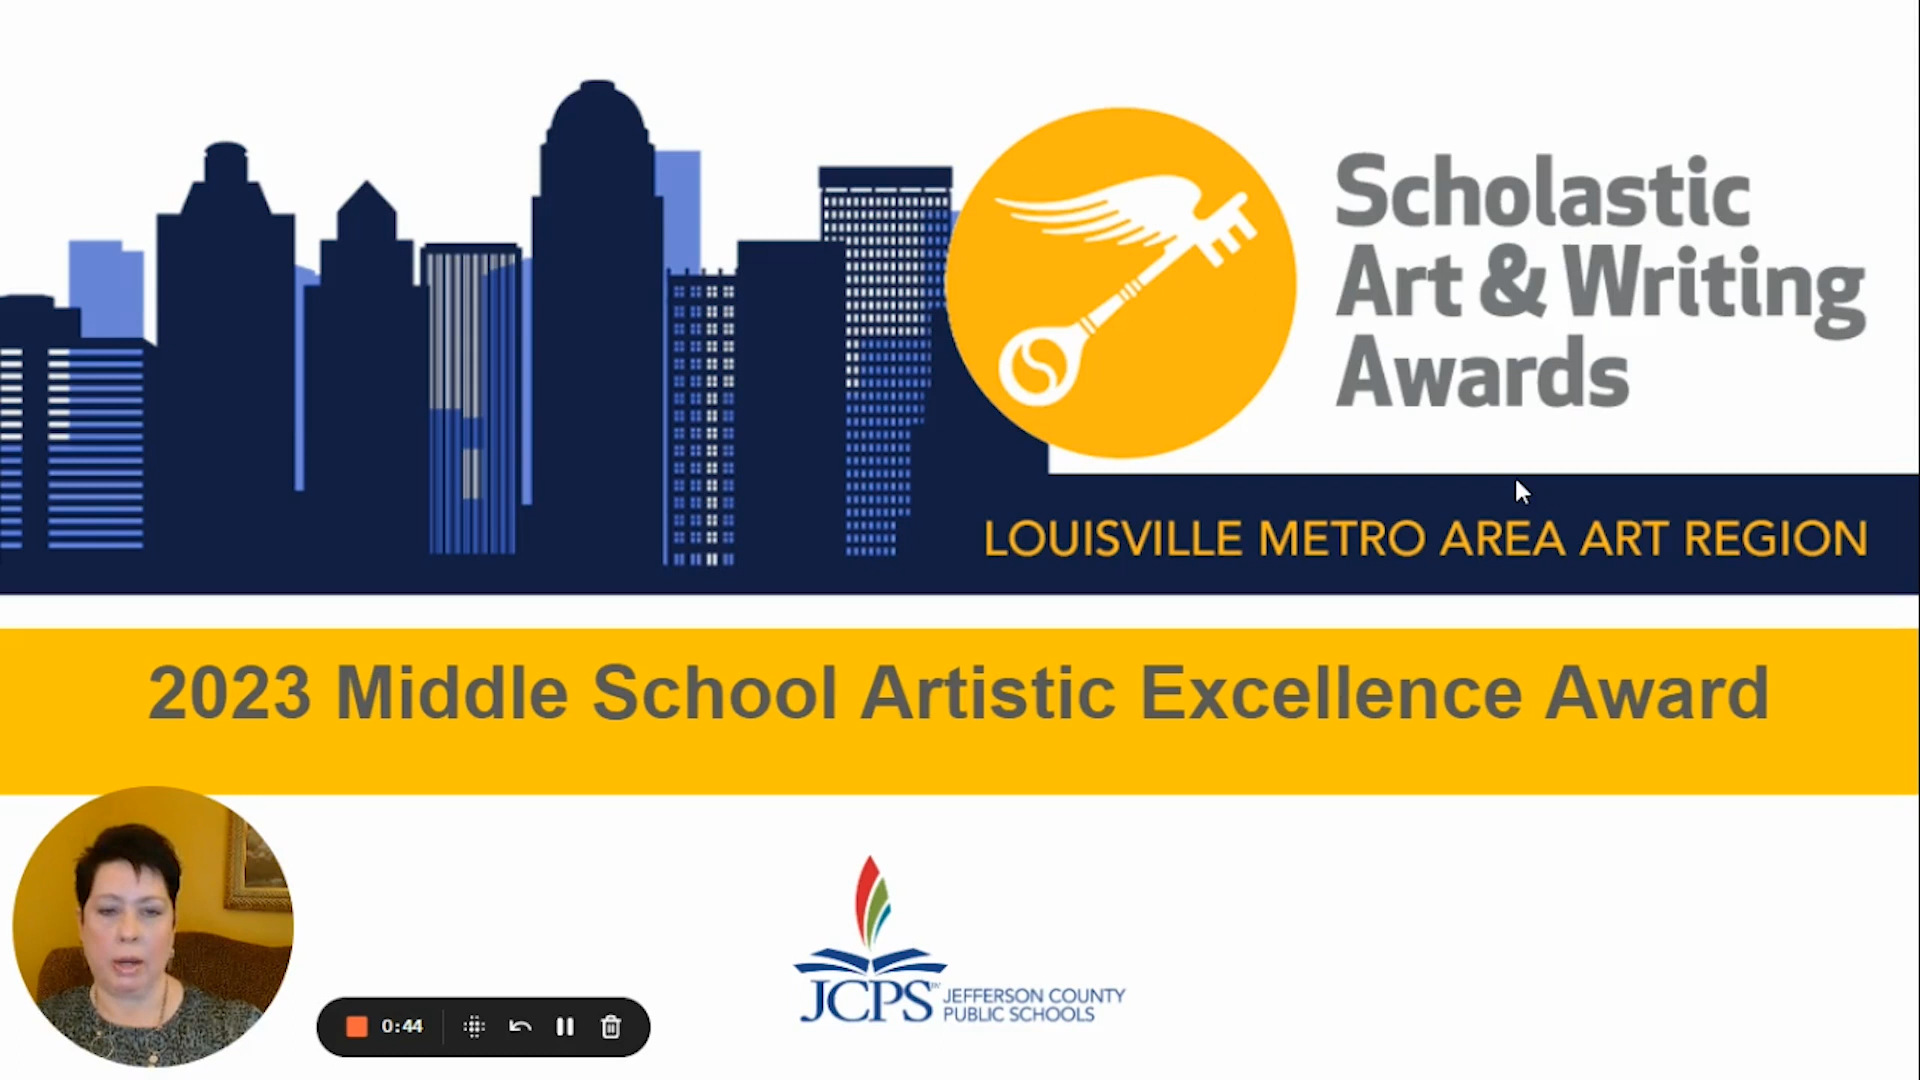 Scholastic
Art & Writing
Awards
LOUISVILLE METRO AREA ART REGION
2023 Middle School Artistic Excellence Award
JCPS
JEFFERSON COUNTY
PUBLIC SCHOOLS
0:44